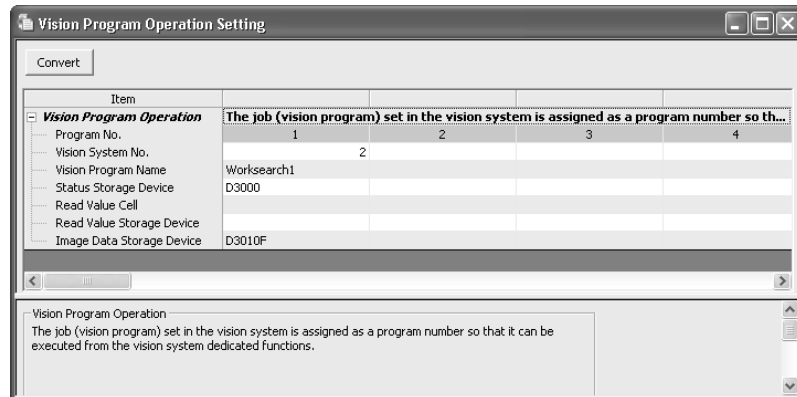 Vision Program Operation Setting
Convert
Item
Vision Program Operation The job (vision program) set in the vision system is assigned as a program number so th...
Program No. 1 2 3 4
Vision System No. 2
Vision Program Name Worksearch1
Status Storage Device D3000
Read Value Cell
Read Value Storage Device
Image Data Storage Device D3010F
Vision Program Operation
The job (vision program) set in the vision system is assigned as a program number so that it can be
executed from the vision system dedicated functions.